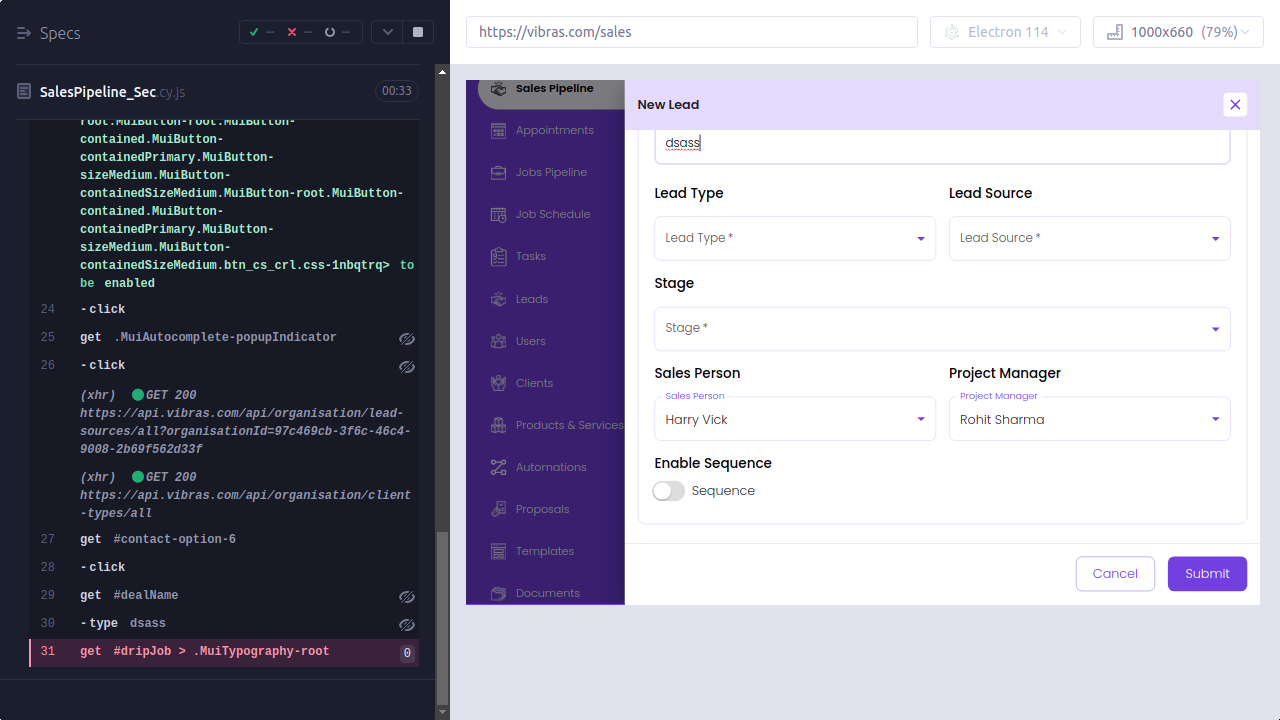 Specs
--
--
--
SalesPipeline_Sec.cy.js
00:33
root.MuiButton-root.MuiButton-
contained.MuiButton-
containedPrimary.MuiButton-
sizeMedium.MuiButton-
containedSizeMedium.MuiButton-root.MuiButton-
contained.MuiButton-
containedPrimary.MuiButton-
sizeMedium.MuiButton-
containedSizeMedium.btn_cs_crl.css-1nbqtrq> to
be enabled
24 -click
25 get .MuiAutocomplete-popupIndicator
26 -click
(xhr) GET 200
https://api.vibras.com/api/organisation/lead-
sources/all?organisationId=97c469cb-3f6c-46c4-
9008-2b69f562d33f
(xhr) GET 200
https://api.vibras.com/api/organisation/client
-types/all
27 get #contact-option-6
28 -click
29 get #dealName
30 -type dsass
31 get #dripJob > .MuiTypography-root 0
https://vibras.com/sales
Electron 114
1000x660 (79%)
Sales Pipeline
Appointments
Jobs Pipeline
Job Schedule
Tasks
Leads
Users
Clients
Products & Services
Automations
Proposals
Templates
Documents
New Lead
dsass
Lead Type
Lead Source
Lead Type *
Lead Source *
Stage
Stage *
Sales Person
Project Manager
Sales Person
Project Manager
Harry Vick
Rohit Sharma
Enable Sequence
Sequence
Cancel
Submit